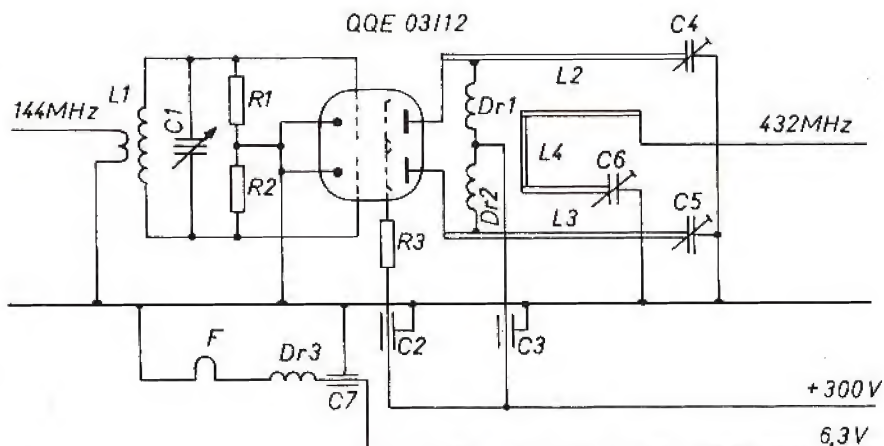 QQE 03/12
C4
L1
C1
R1
L2
144MHz
Dr1
432MHz
L4
C6
R2
Dr2
C5
R3
L3
F
Dr3
C2
C3
C7
+300V
6,3V